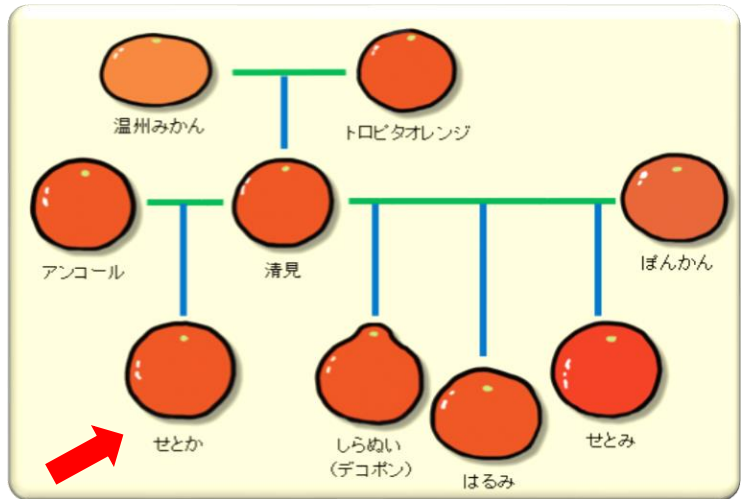 温州みかん
トロビタオレンジ
アンコール
清見
ぽんかん
せとか
しらぬい
(デコポン)
はるみ
せとみ